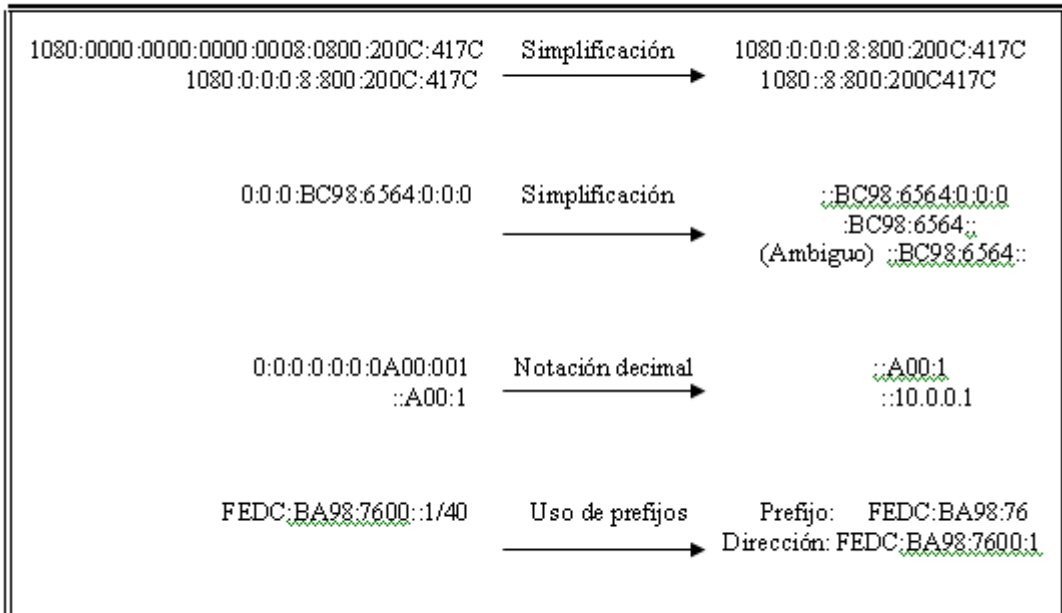 1080:0000:0000:0000:0008:0800:200C:417C Simplificación 1080:0:0:0:8:800:200C:417C
1080:0:0:0:8:800:200C:417C 1080::8:800:200C417C
0:0:0:BC98:6564:0:0:0 Simplificación ::BC98:6564:0:0:0
:BC98:6564::
(Ambiguo) ::BC98:6564::
0:0:0:0:0:0:0A00:001 Notación decimal ::A00:1
::A00:1 ::10.0.0.1
FEDC:BA98:7600::1/40 Uso de prefijos Prefijo: FEDC:BA98:76
Dirección: FEDC:BA98:7600:1